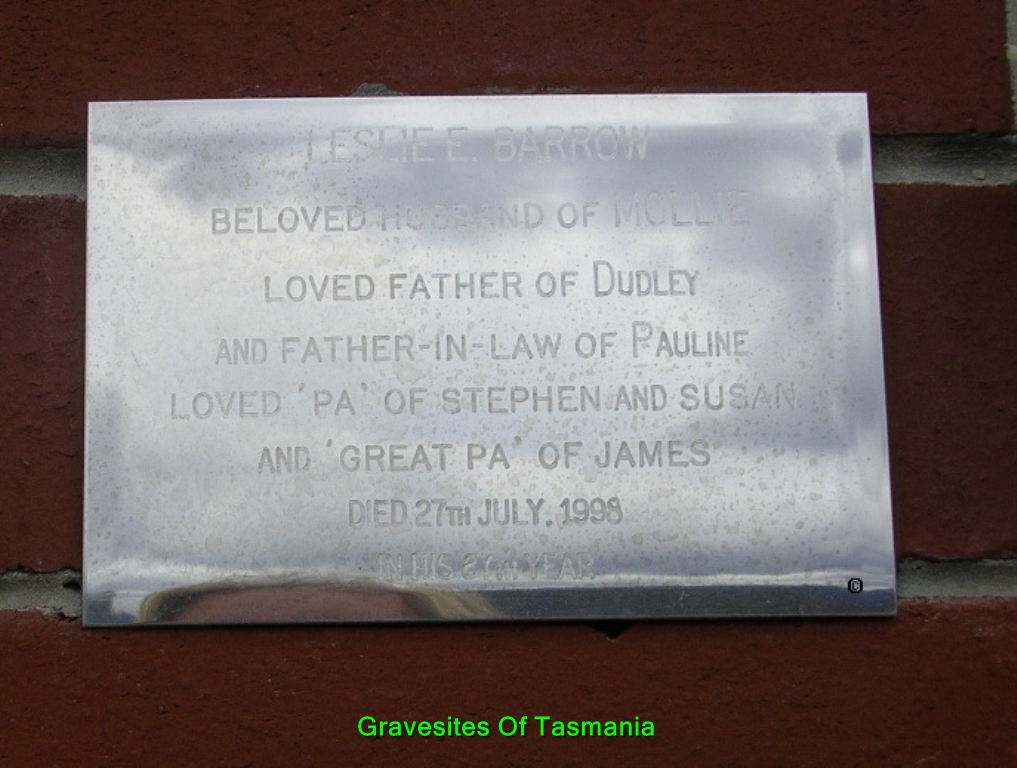 LESLIE E. BARROW
BELOVED HUSBAND OF MOLLIE
LOVED FATHER OF DUDLEY
AND FATHER-IN-LAW OF PAULINE
LOVED 'PA' OF STEPHEN AND SUSAN
AND 'GREAT PA' OF JAMES
DIED 27TH JULY, 1998
IN HIS 87TH YEAR
©
Gravesites Of Tasmania